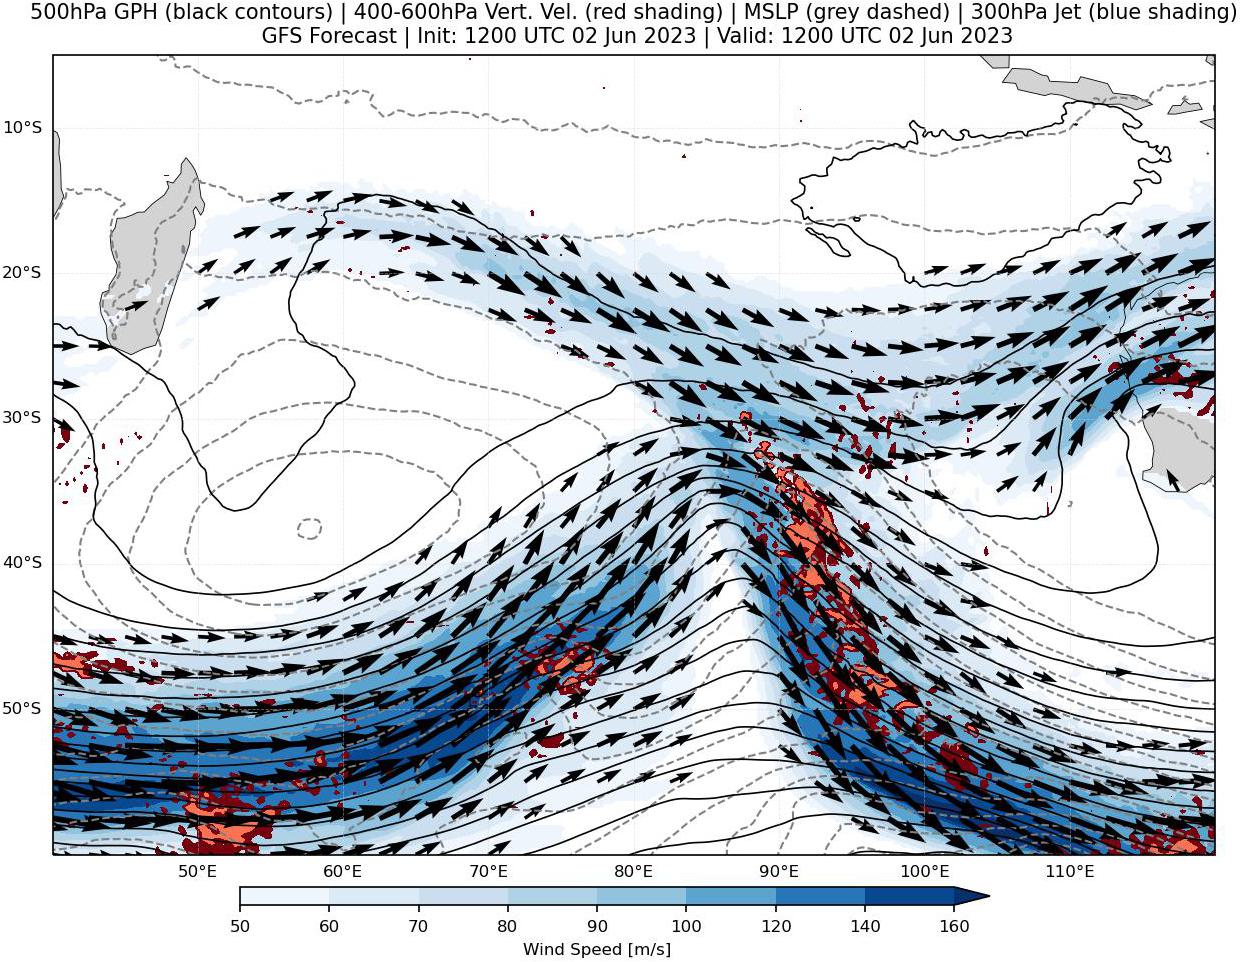 500hPa GPH (black contours) | 400-600hPa Vert. Vel. (red shading) | MSLP (grey dashed) | 300hPa Jet (blue shading)
GFS Forecast | Init: 1200 UTC 02 Jun 2023 | Valid: 1200 UTC 02 Jun 2023
10°S
20°S
30°S
40°S
50°S
50°E 60°E 70°E 80°E 90°E 100°E 110°E
50 60 70 80 90 100 120 140 160
Wind Speed [m/s]